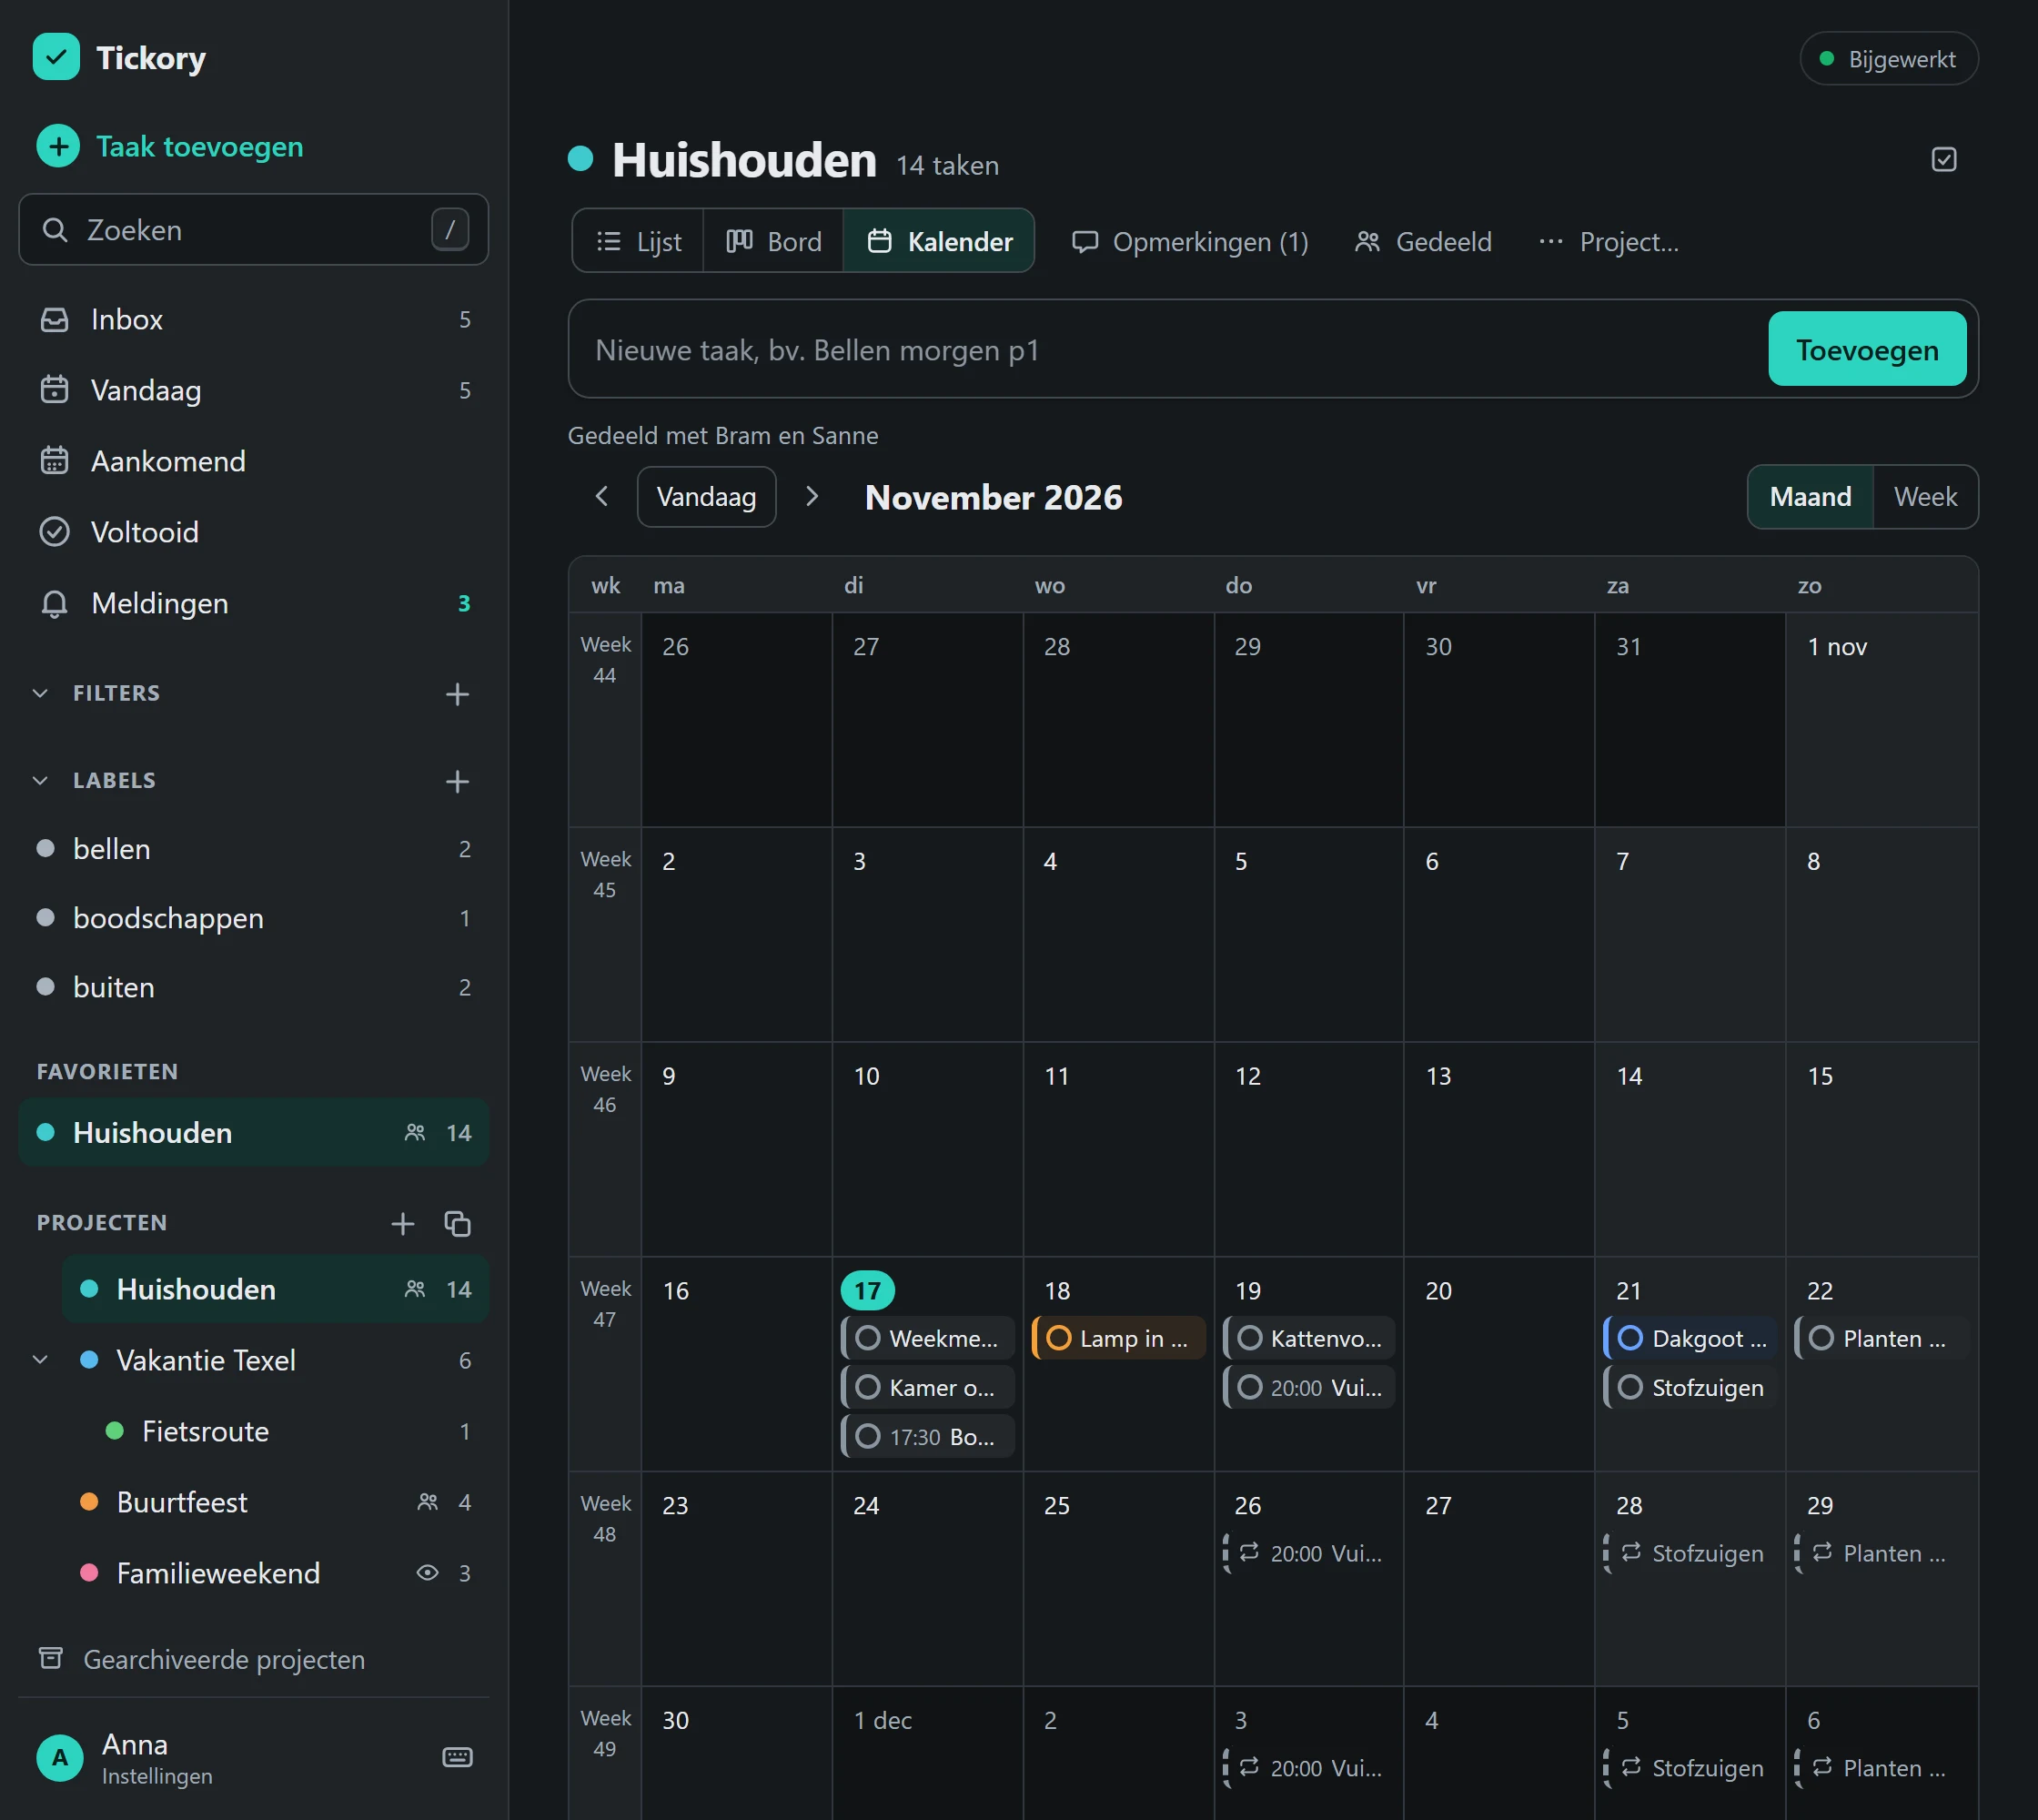 Tickory
Taak toevoegen
Zoeken /
Inbox 5
Vandaag 5
Aankomend
Voltooid
Meldingen 3
FILTERS
LABELS
bellen 2
boodschappen 1
buiten 2
FAVORIETEN
Huishouden 14
PROJECTEN
Huishouden 14
Vakantie Texel 6
Fietsroute 1
Buurtfeest 4
Familieweekend 3
Gearchiveerde projecten
A Anna
Instellingen
Bijgewerkt
Huishouden 14 taken
Lijst Bord Kalender Opmerkingen (1) Gedeeld ··· Project...
Nieuwe taak, bv. Bellen morgen p1 Toevoegen
Gedeeld met Bram en Sanne
Vandaag November 2026 Maand Week
wk ma di wo do vr za zo
Week 44 26 27 28 29 30 31 1 nov
Week 45 2 3 4 5 6 7 8
Week 46 9 10 11 12 13 14 15
Week 47 16 17 18 19 20 21 22
Weekme... Lamp in ... Kattenvo... Dakgoot ... Planten ...
Kamer o... 20:00 Vui... Stofzuigen
17:30 Bo...
Week 48 23 24 25 26 27 28 29
20:00 Vui... Stofzuigen Planten ...
Week 49 30 1 dec 2 3 4 5 6
20:00 Vui... Stofzuigen Planten ...